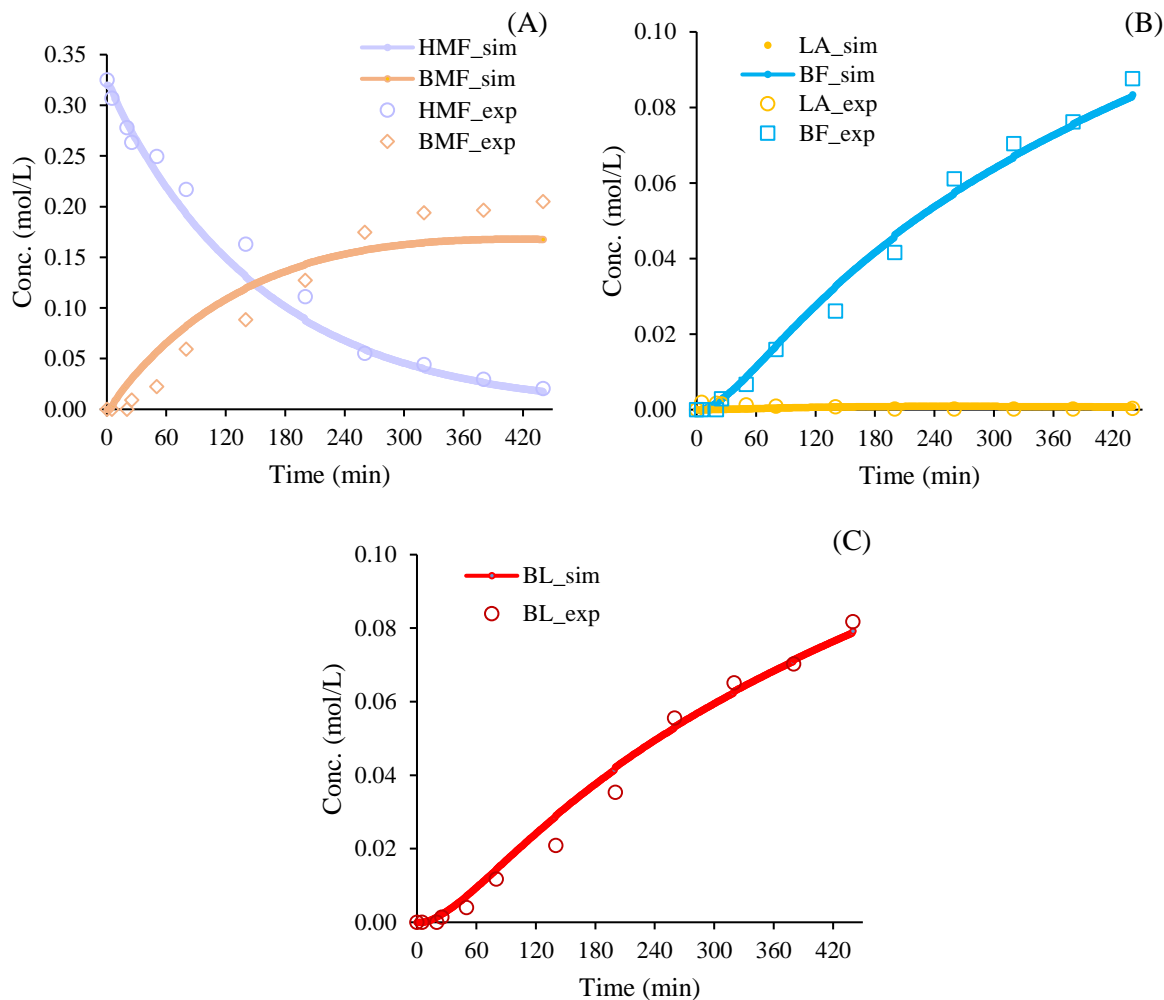 (A)
HMF_sim
BMF_sim
HMF_exp
BMF_exp
Conc. (mol/L)
0.35
0.30
0.25
0.20
0.15
0.10
0.05
0.00
0 60 120 180 240 300 360 420
Time (min)
(B)
LA_sim
BF_sim
LA_exp
BF_exp
Conc. (mol/L)
0.10
0.08
0.06
0.04
0.02
0.00
0 60 120 180 240 300 360 420
Time (min)
(C)
BL_sim
BL_exp
Conc. (mol/L)
0.10
0.08
0.06
0.04
0.02
0.00
0 60 120 180 240 300 360 420
Time (min)